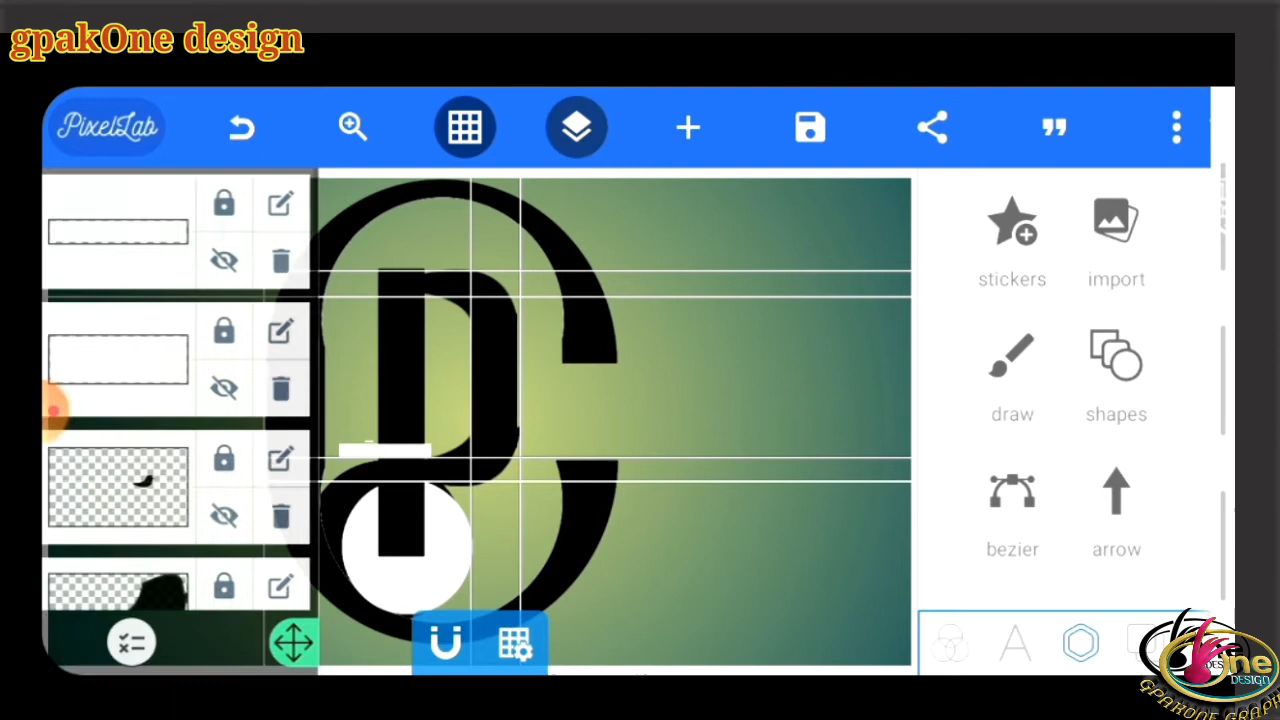 gpakOne design
PixelLab
stickers
import
draw
shapes
bezier
arrow
One
DESIGN